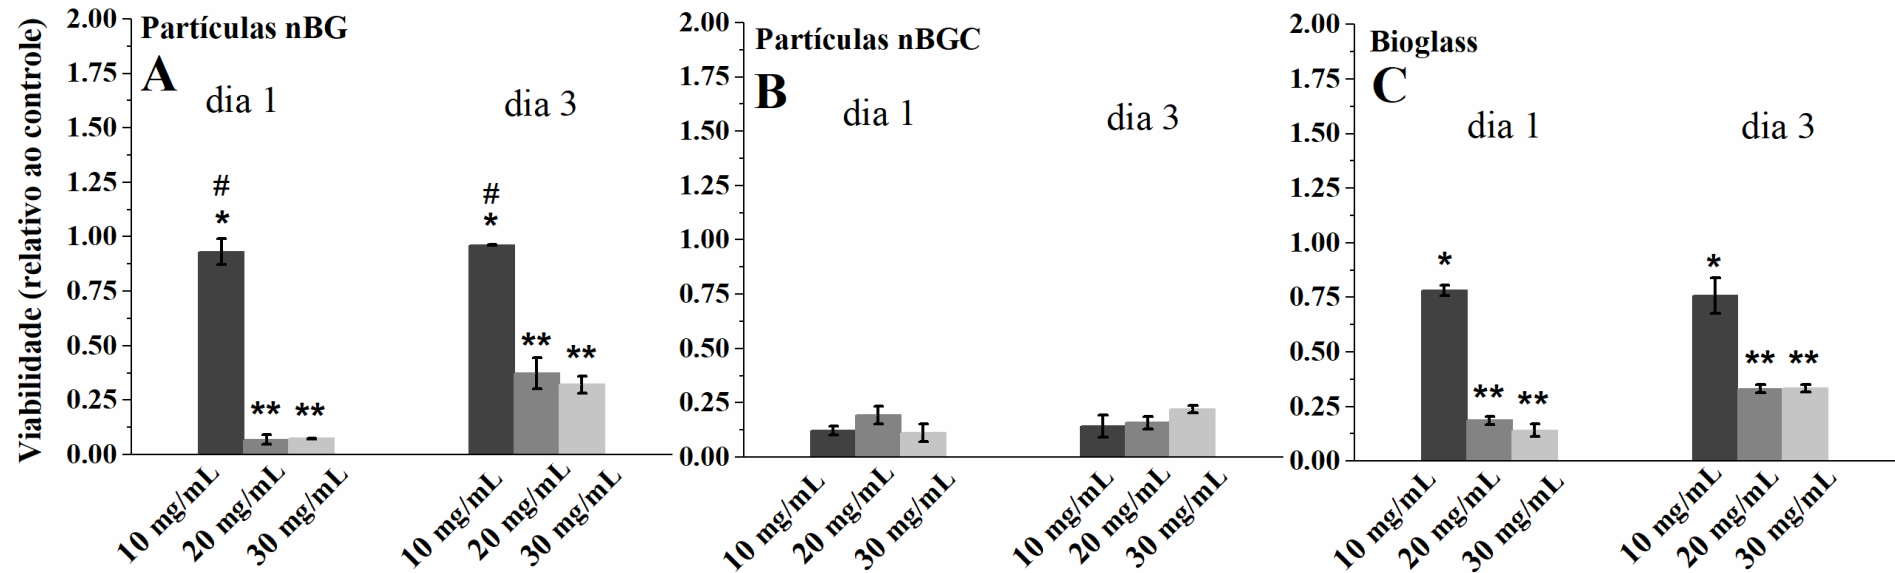 Viabilidade (relativo ao controle)
2.00
1.75
1.50
1.25
1.00
0.75
0.50
0.25
0.00
Partículas nBG
A
dia 1
dia 3
#
*
**
**
#
*
**
**
10 mg/mL
20 mg/mL
30 mg/mL
10 mg/mL
20 mg/mL
30 mg/mL
2.00
1.75
1.50
1.25
1.00
0.75
0.50
0.25
0.00
Partículas nBGC
B
dia 1
dia 3
10 mg/mL
20 mg/mL
30 mg/mL
10 mg/mL
20 mg/mL
30 mg/mL
2.00
1.75
1.50
1.25
1.00
0.75
0.50
0.25
0.00
Bioglass
C
dia 1
dia 3
*
**
**
*
**
**
10 mg/mL
20 mg/mL
30 mg/mL
10 mg/mL
20 mg/mL
30 mg/mL